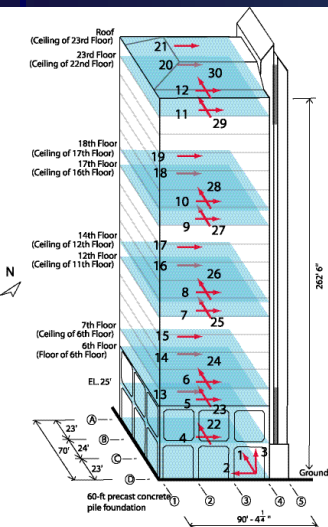 Roof
(Ceiling of 23rd Floor)
23rd Floor
(Ceiling of 22nd Floor)
21
20
30
12
11
29
18th Floor
(Ceiling of 17th Floor)
17th Floor
(Ceiling of 16th Floor)
19
18
28
10
9
27
14th Floor
(Ceiling of 12th Floor)
12th Floor
(Ceiling of 11th Floor)
17
16
26
8
7
25
N
262' 6"
7th Floor
(Ceiling of 6th Floor)
6th Floor
(Floor of 6th Floor)
15
14
24
6
13
5
23
EL. 25'
22
4
1
3
2
A
B
C
D
23'
24'
23'
70'
Ground
60-ft precast concrete
pile foundation
1
2
3
4
5
90' - 4 1/4"